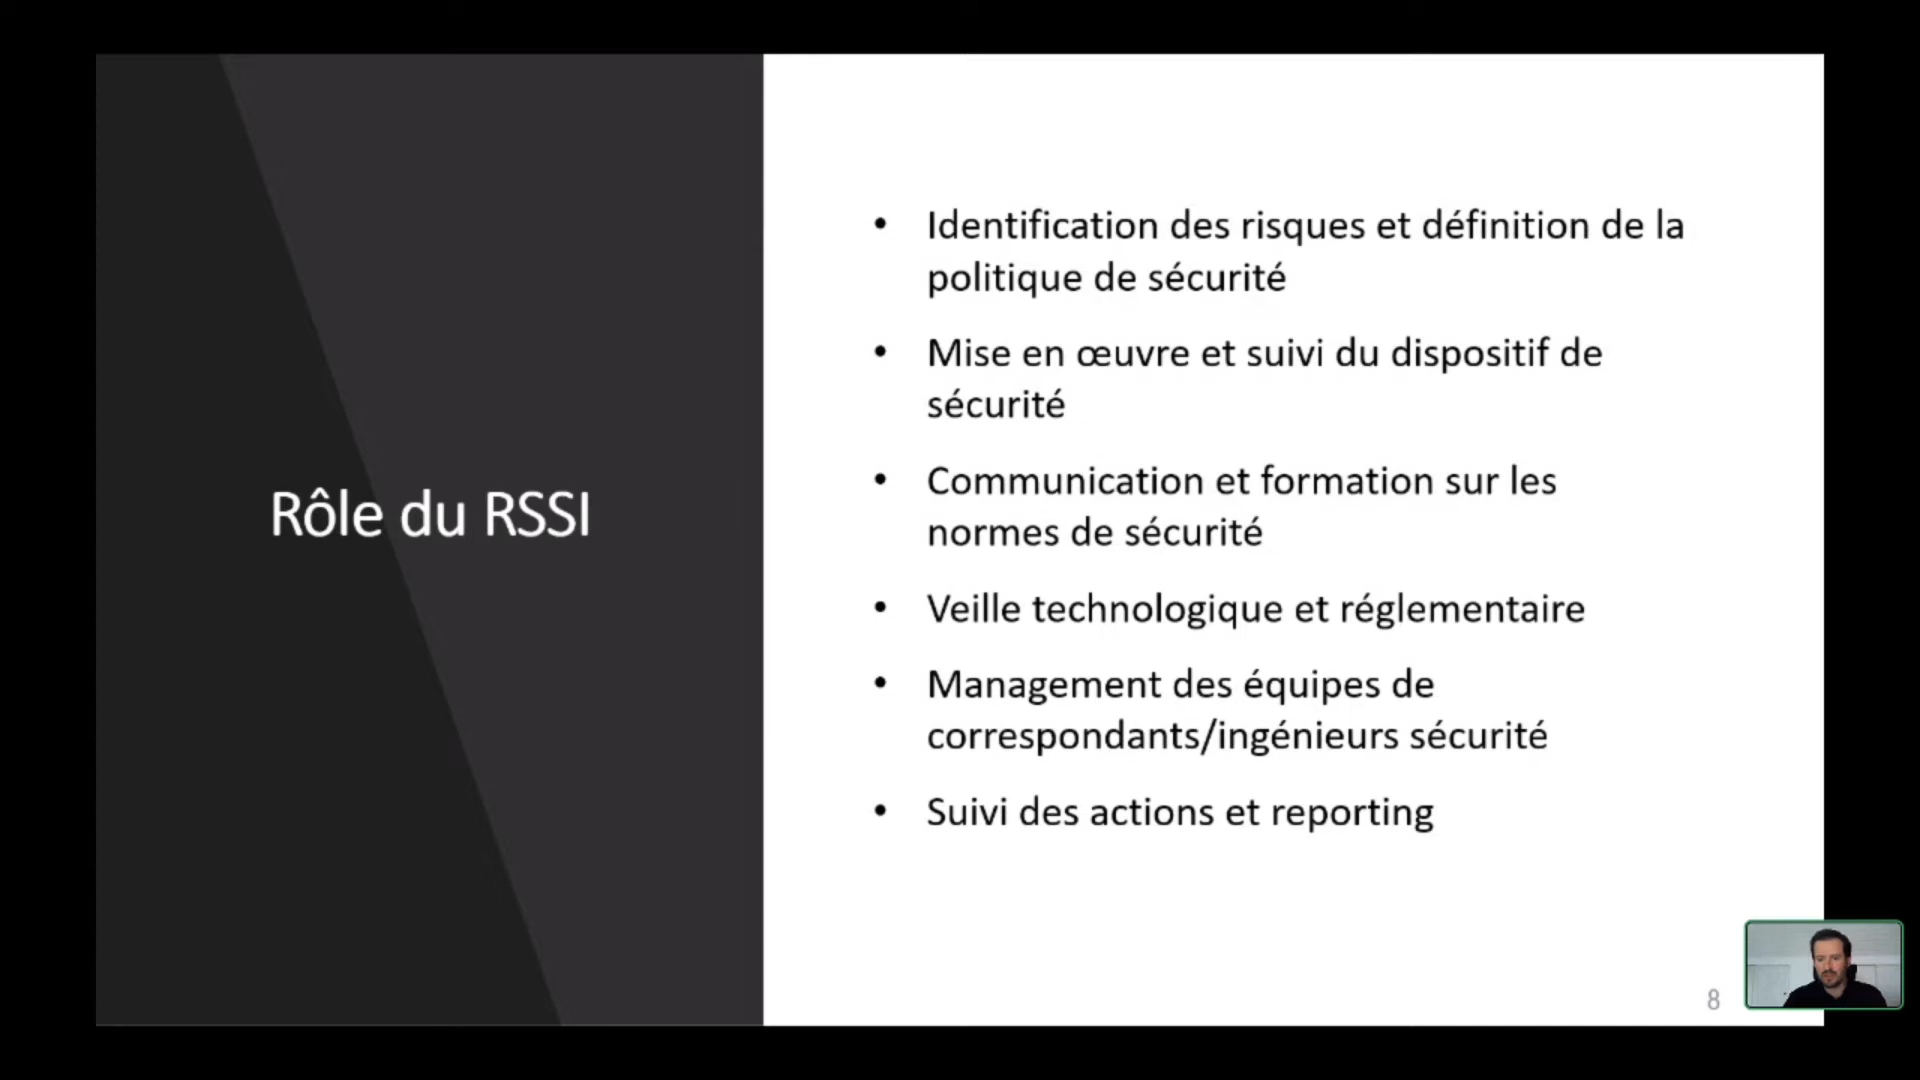 Rôle du RSSI
• Identification des risques et définition de la
politique de sécurité
• Mise en œuvre et suivi du dispositif de
sécurité
• Communication et formation sur les
normes de sécurité
• Veille technologique et réglementaire
• Management des équipes de
correspondants/ingénieurs sécurité
• Suivi des actions et reporting
8